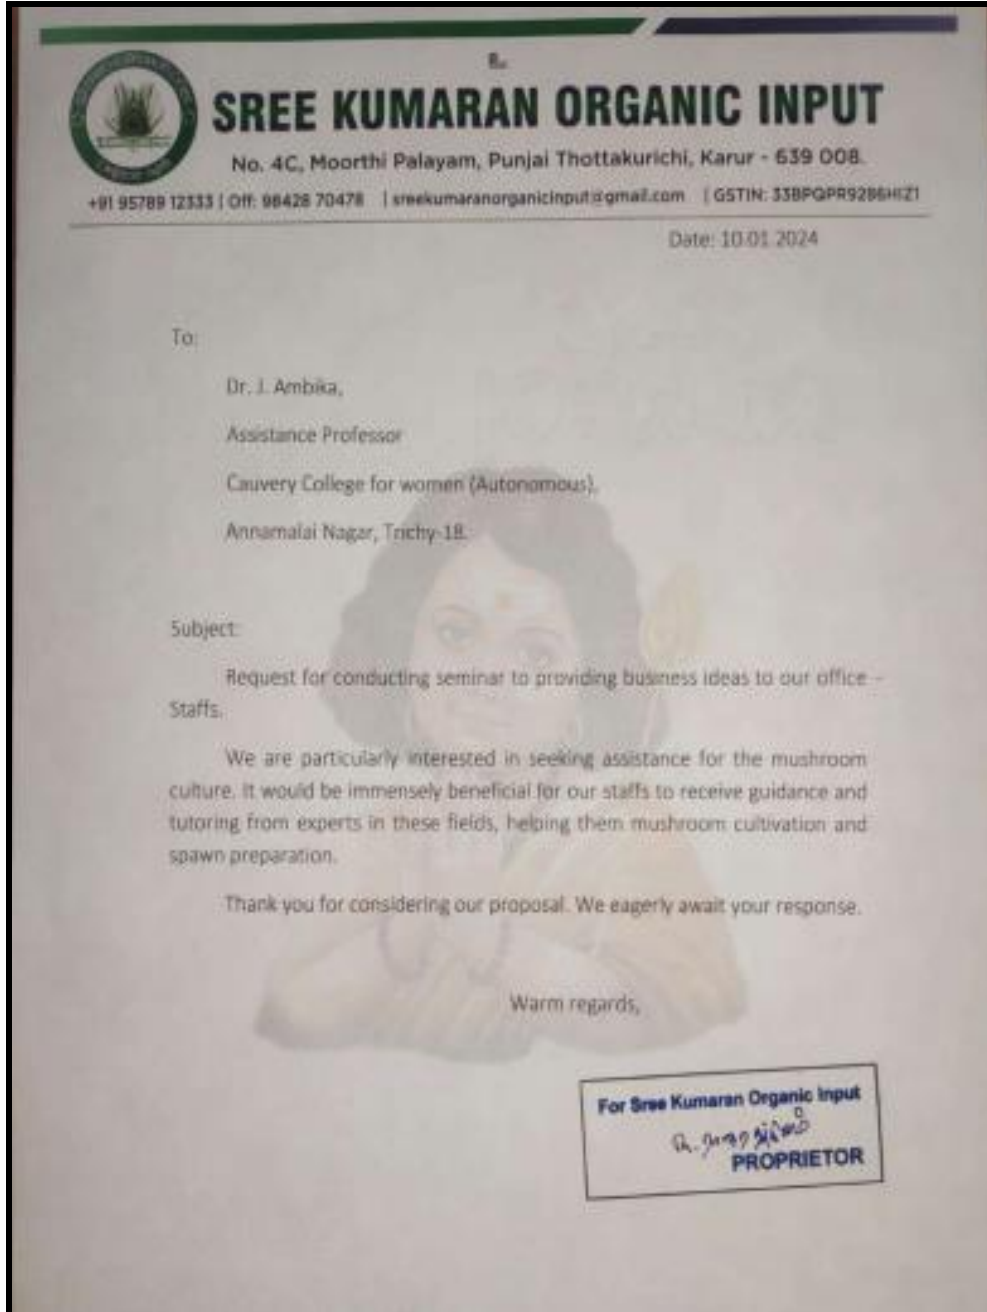 SREE KUMARAN ORGANIC INPUT
No. 4C, Moorthi Palayam, Punjai Thottakurichi, Karur - 639 008.
+91 95789 12333 | Off: 98428 70478 | sreekumaranorganicinput@gmail.com | GSTIN:
Date: 10.01.2024
To:
Dr. J. Ambika,
Assistance Professor
Cauvery College for women (Autonomous),
Annamalai Nagar, Trichy-18.
Subject:
Request for conducting seminar to providing business ideas to our office –
Staffs.
We are particularly interested in seeking assistance for the mushroom
culture. It would be immensely beneficial for our staffs to receive guidance and
tutoring from experts in these fields, helping them mushroom cultivation and
spawn preparation.
Thank you for considering our proposal. We eagerly await your response.
Warm regards,
For Sree Kumaran Organic Input
PROPRIETOR